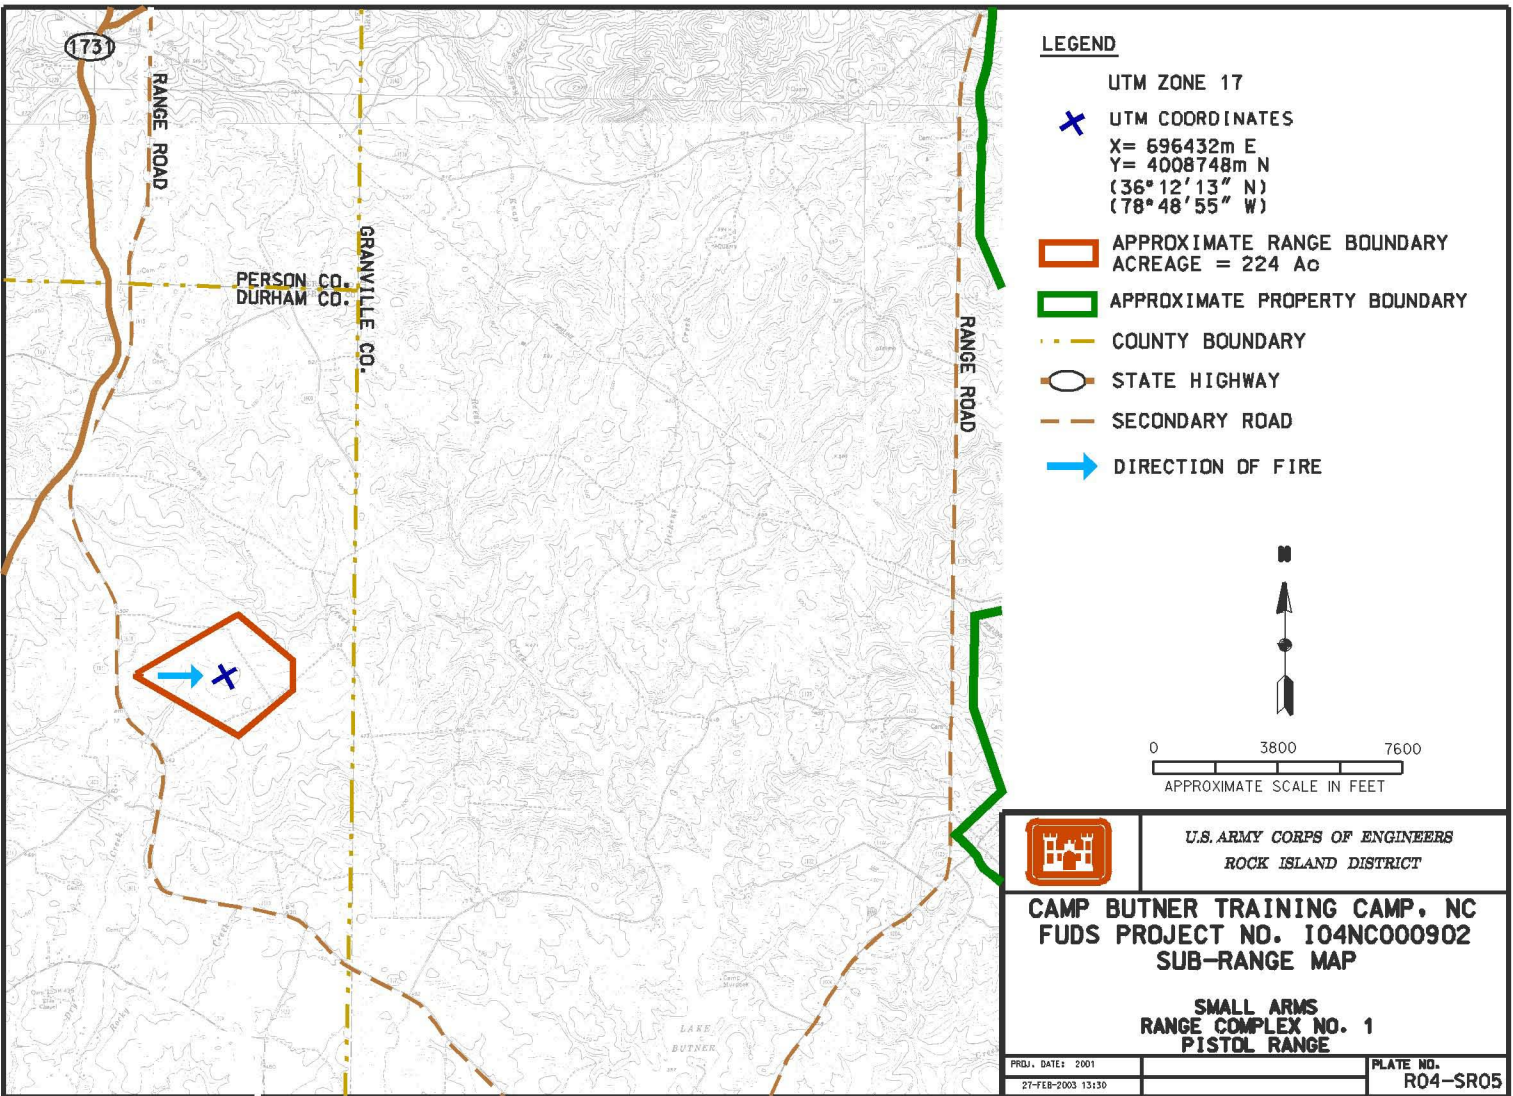 1731
RANGE ROAD
PERSON CO.
DURHAM CO.
GRANVILLE CO.
RANGE ROAD
LAKE
BUTNER
LEGEND
UTM ZONE 17
UTM COORDINATES
X= 696432m E
Y= 4008748m N
(36° 12' 13" N)
(78° 48' 55" W)
APPROXIMATE RANGE BOUNDARY
ACREAGE = 224 Ac
APPROXIMATE PROPERTY BOUNDARY
COUNTY BOUNDARY
STATE HIGHWAY
SECONDARY ROAD
DIRECTION OF FIRE
N
0 3800 7600
APPROXIMATE SCALE IN FEET
U.S. ARMY CORPS OF ENGINEERS
ROCK ISLAND DISTRICT
CAMP BUTNER TRAINING CAMP, NC
FUDS PROJECT NO. I04NC000902
SUB-RANGE MAP
SMALL ARMS
RANGE COMPLEX NO. 1
PISTOL RANGE
PROJ. DATE: 2001
27-FEB-2003 13:30
PLATE NO.
R04-SR05